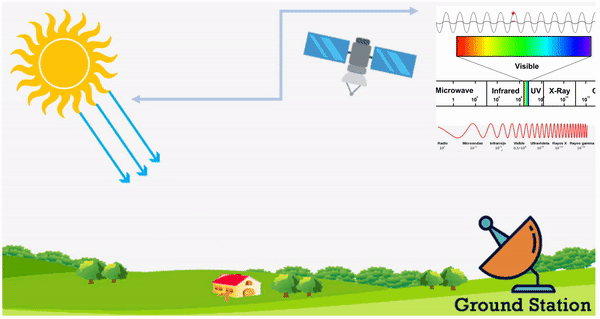 Visible
Microwave Infrared UV X-Ray
Radio Microondas Infrarrojo Visible Ultravioleta Rayos X Rayos gamma
Ground Station